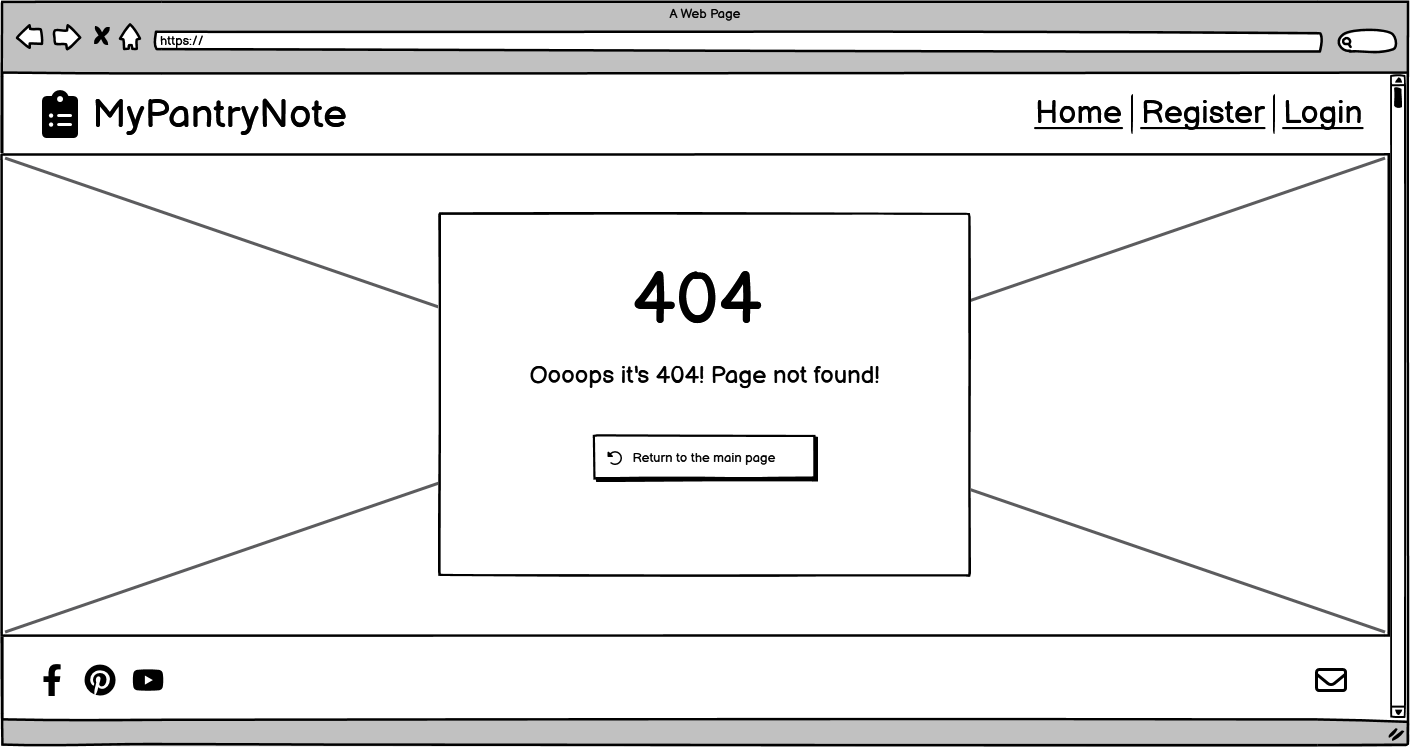 A Web Page
https://
MyPantryNote
Home Register Login
404
Oooops it's 404! Page not found!
Return to the main page